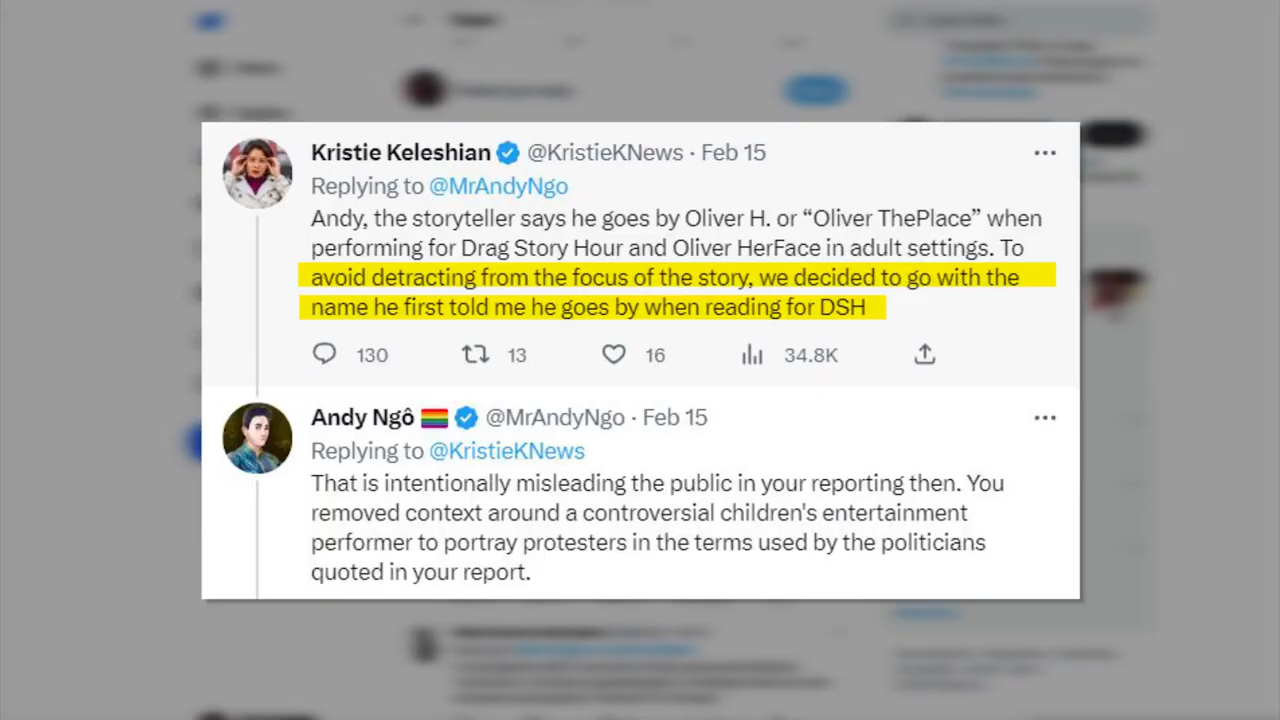 Kristie Keleshian @KristieKNews · Feb 15
Replying to @MrAndyNgo
Andy, the storyteller says he goes by Oliver H. or “Oliver ThePlace” when
performing for Drag Story Hour and Oliver HerFace in adult settings. To
avoid detracting from the focus of the story, we decided to go with the
name he first told me he goes by when reading for DSH
130 13 16 34.8K
Andy Ngô 🏳️‍🌈 @MrAndyNgo · Feb 15
Replying to @KristieKNews
That is intentionally misleading the public in your reporting then. You
removed context around a controversial children's entertainment
performer to portray protesters in the terms used by the politicians
quoted in your report.